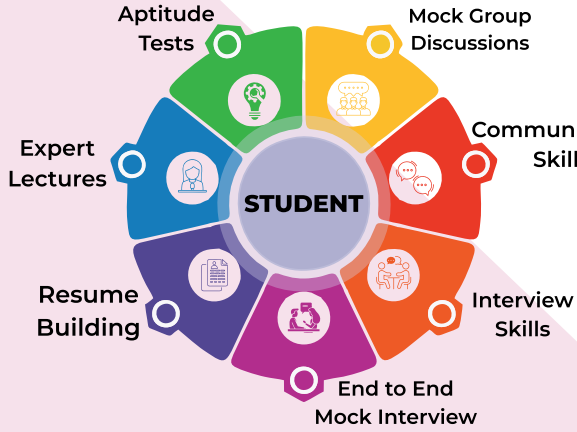 Aptitude
Tests
Mock Group
Discussions
Expert
Lectures
Commun
Skill
STUDENT
Resume
Building
Interview
Skills
End to End
Mock Interview